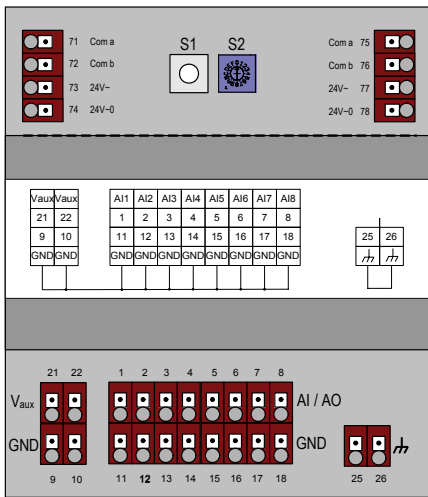 S1 S2
71 Com a Com a 75
72 Com b Com b 76
73 24V~ 24V~ 77
74 24V-0 24V-0 78
Vaux Vaux AI1 AI2 AI3 AI4 AI5 AI6 AI7 AI8
21 22 1 2 3 4 5 6 7 8
9 10 11 12 13 14 15 16 17 18 25 26
GND GND GND GND GND GND GND GND GND GND
21 22 1 2 3 4 5 6 7 8
Vaux AI / AO
GND GND
9 10 11 12 13 14 15 16 17 18 25 26